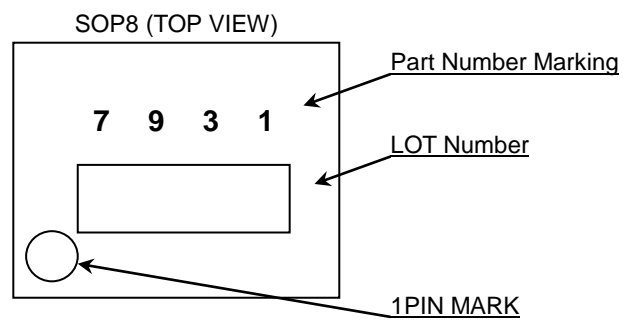 SOP8 (TOP VIEW)
Part Number Marking
7 9 3 1
LOT Number
1PIN MARK